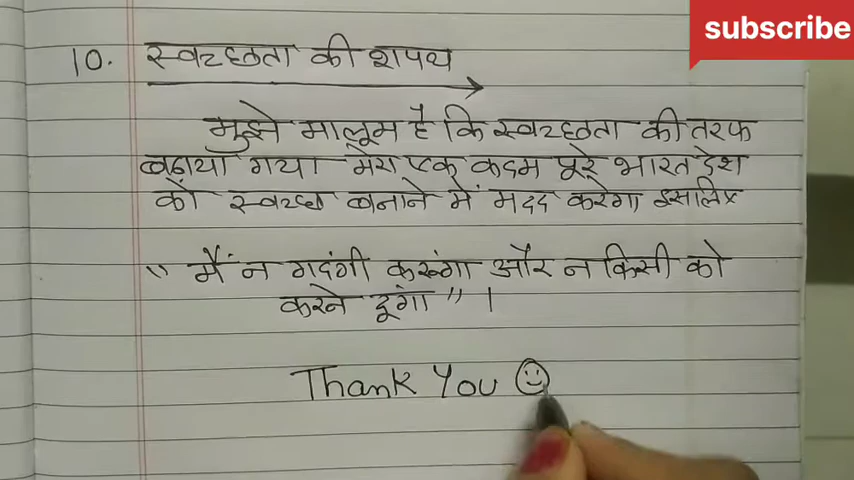 subscribe
10. स्वच्छता की शपथ
मुझे मालूम है कि स्वच्छता की तरफ
बढ़ाया गया मेरा एक कदम पूरे भारत देश
को स्वच्छ बनाने में मदद करेगा इसलिए
" मैं न गदंगी करूंगा और न किसी को
करने दूंगा " ।
Thank You ☺